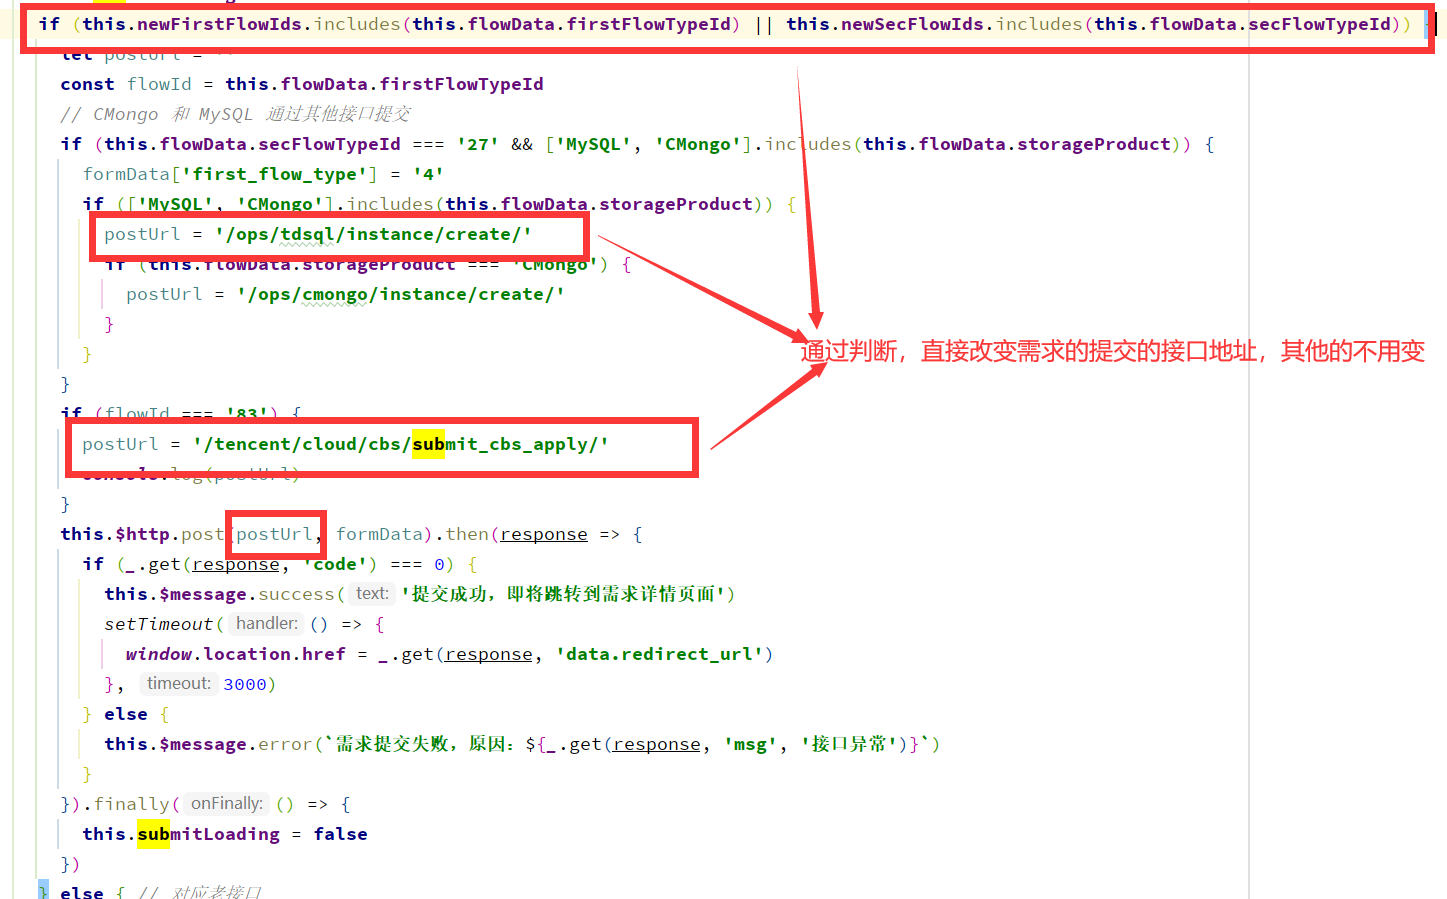 if (this.newFirstFlowIds.includes(this.flowData.firstFlowTypeId) || this.newSecFlowIds.includes(this.flowData.secFlowTypeId)) {
let postUrl = ''
const flowId = this.flowData.firstFlowTypeId
// CMongo 和 MySQL 通过其他接口提交
if (this.flowData.secFlowTypeId === '27' && ['MySQL', 'CMongo'].includes(this.flowData.storageProduct)) {
formData['first_flow_type'] = '4'
if (['MySQL', 'CMongo'].includes(this.flowData.storageProduct)) {
postUrl = '/ops/tdsql/instance/create/'
if (this.flowData.storageProduct === 'CMongo') {
postUrl = '/ops/cmongo/instance/create/'
}
通过判断，直接改变需求的提交的接口地址，其他的不用变
}
}
if (flowId === '83') {
postUrl = '/tencent/cloud/cbs/submit_cbs_apply/'
console.log(postUrl)
}
this.$http.post(postUrl, formData).then(response => {
if (_.get(response, 'code') === 0) {
this.$message.success( text: '提交成功，即将跳转到需求详情页面')
setTimeout( handler: () => {
window.location.href = _.get(response, 'data.redirect_url')
}, timeout: 3000)
} else {
this.$message.error(`需求提交失败，原因：${_.get(response, 'msg', '接口异常')}`)
}
}).finally( onFinally: () => {
this.submitLoading = false
})
} else { // 对应老接口